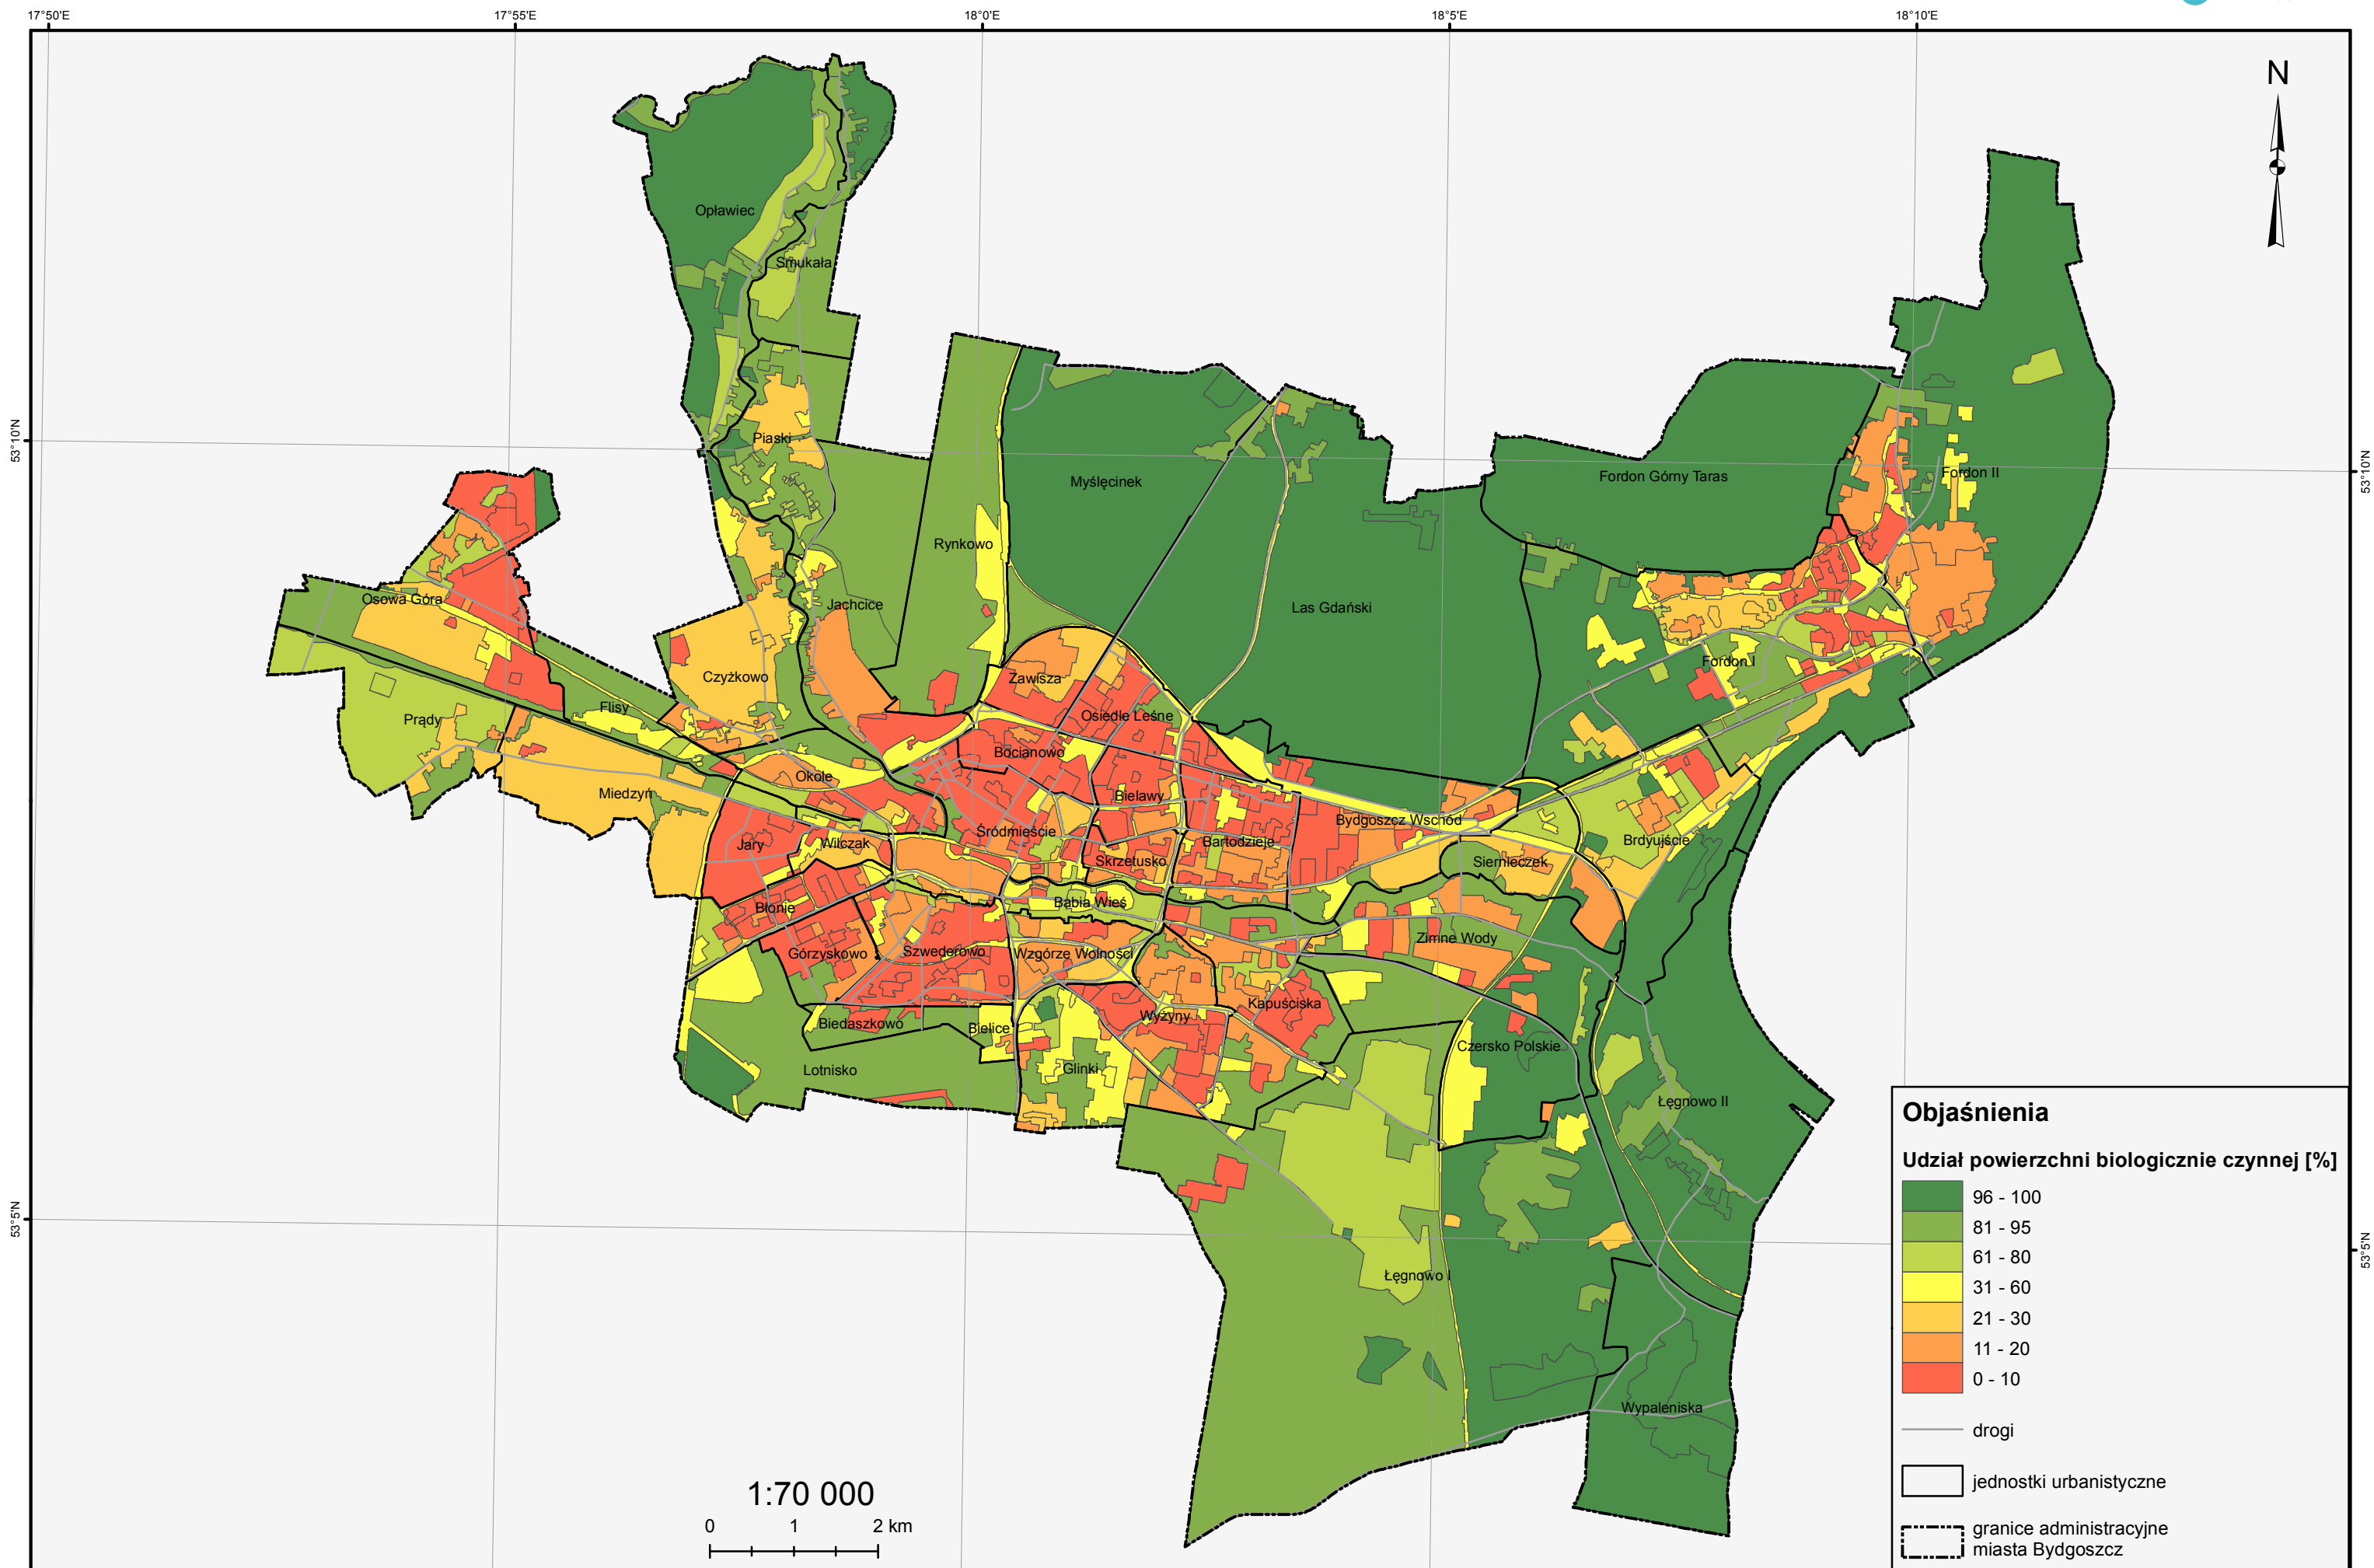 17°50'E
17°55'E
18°0'E
18°5'E
18°10'E
N
53°10'N
53°10'N
Opławiec
Smukała
Piaski
Myślęcinek
Fordon Górny Taras
Fordon II
Rynkowo
Osowa Góra
Jachcice
Las Gdański
Czyżkowo
Zawisza
Fordon I
Prądy
Flisy
Osiedle Leśne
Bocianowo
Okole
Miedzyń
Bielawy
Bydgoszcz Wschód
Śródmieście
Jary
Wilczak
Bartodzieje
Brdyujście
Skrzetusko
Siernieczek
Błonie
Babia Wieś
Zimne Wody
Górzyskowo
Szwederowo
Wzgórze Wolności
Kapuściska
Wyżyny
Biedaszkowo
Bielice
Czersko Polskie
Lotnisko
Glinki
Łęgnowo II
Łęgnowo I
Wypaleniska
53°5'N
53°5'N
1:70 000
0 1 2 km
Objaśnienia
Udział powierzchni biologicznie czynnej [%]
96 - 100
81 - 95
61 - 80
31 - 60
21 - 30
11 - 20
0 - 10
drogi
jednostki urbanistyczne
granice administracyjne
miasta Bydgoszcz